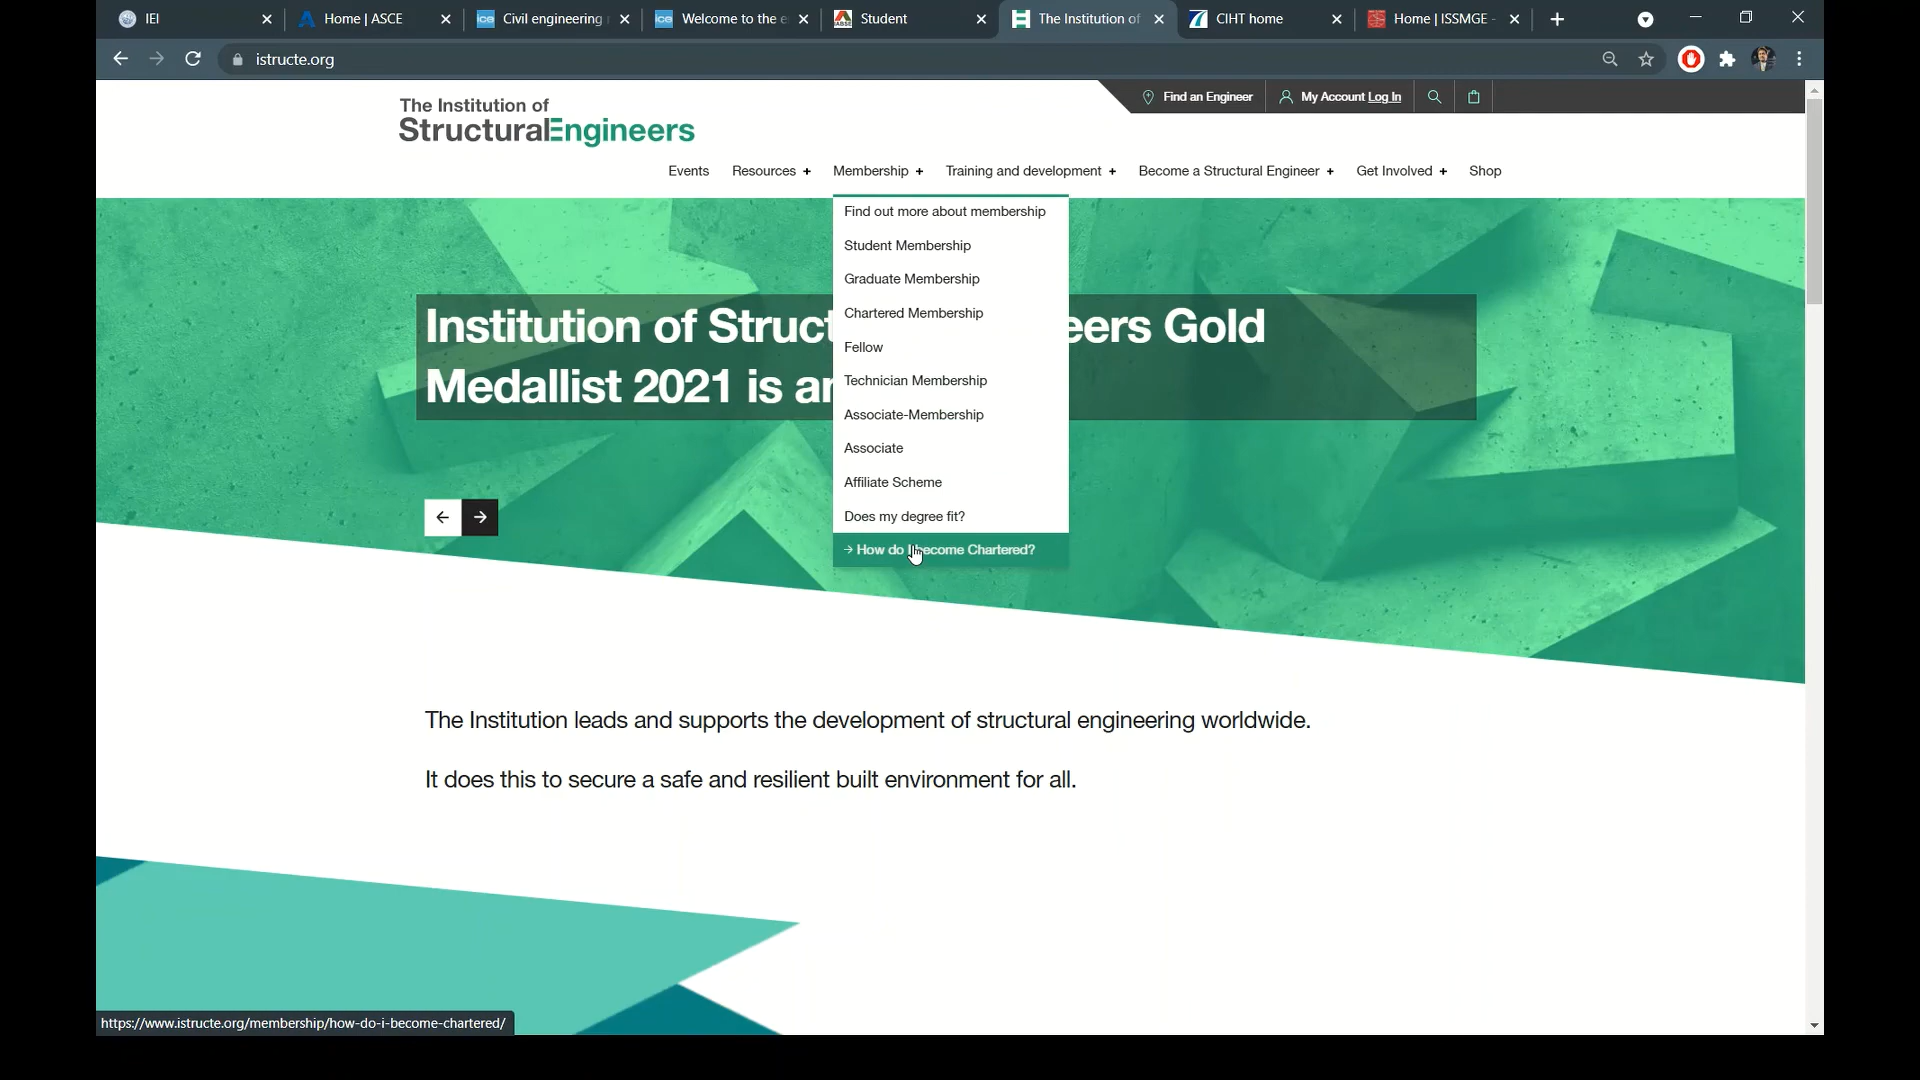 IEI
Home | ASCE
Civil engineering
Welcome to the e
Student
The Institution of
CIHT home
Home | ISSMGE -
istructe.org
Find an Engineer
My Account Log In
The Institution of
StructuralEngineers
Events
Resources +
Membership +
Training and development +
Become a Structural Engineer +
Get Involved +
Shop
Find out more about membership
Student Membership
Graduate Membership
Chartered Membership
Fellow
Technician Membership
Associate-Membership
Associate
Affiliate Scheme
Does my degree fit?
→ How do I become Chartered?
Institution of Struct eers Gold
Medallist 2021 is an
The Institution leads and supports the development of structural engineering worldwide.
It does this to secure a safe and resilient built environment for all.
https://www.istructe.org/membership/how-do-i-become-chartered/